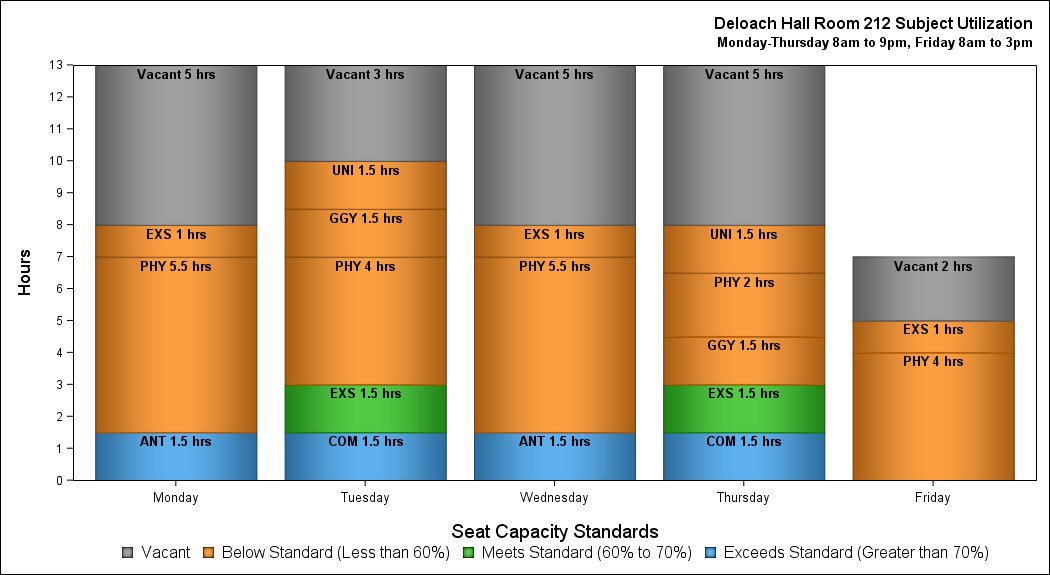 Deloach Hall Room 212 Subject Utilization
Monday-Thursday 8am to 9pm, Friday 8am to 3pm
Hours
13
12
11
10
9
8
7
6
5
4
3
2
1
0
Vacant 5 hrs
EXS 1 hrs
PHY 5.5 hrs
ANT 1.5 hrs
Vacant 3 hrs
UNI 1.5 hrs
GGY 1.5 hrs
PHY 4 hrs
EXS 1.5 hrs
COM 1.5 hrs
Vacant 5 hrs
EXS 1 hrs
PHY 5.5 hrs
ANT 1.5 hrs
Vacant 5 hrs
UNI 1.5 hrs
PHY 2 hrs
GGY 1.5 hrs
EXS 1.5 hrs
COM 1.5 hrs
Vacant 2 hrs
EXS 1 hrs
PHY 4 hrs
Monday Tuesday Wednesday Thursday Friday
Seat Capacity Standards
Vacant Below Standard (Less than 60%) Meets Standard (60% to 70%) Exceeds Standard (Greater than 70%)